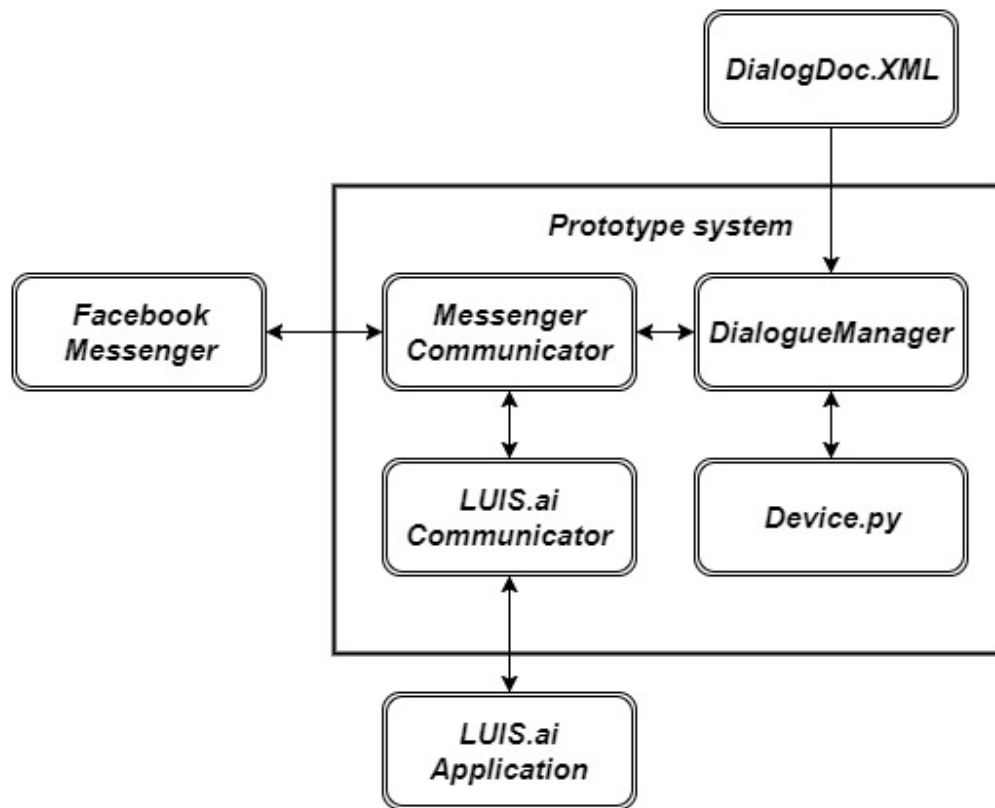 DialogDoc.XML
Prototype system
Facebook
Messenger
Messenger
Communicator
DialogueManager
LUIS.ai
Communicator
Device.py
LUIS.ai
Application